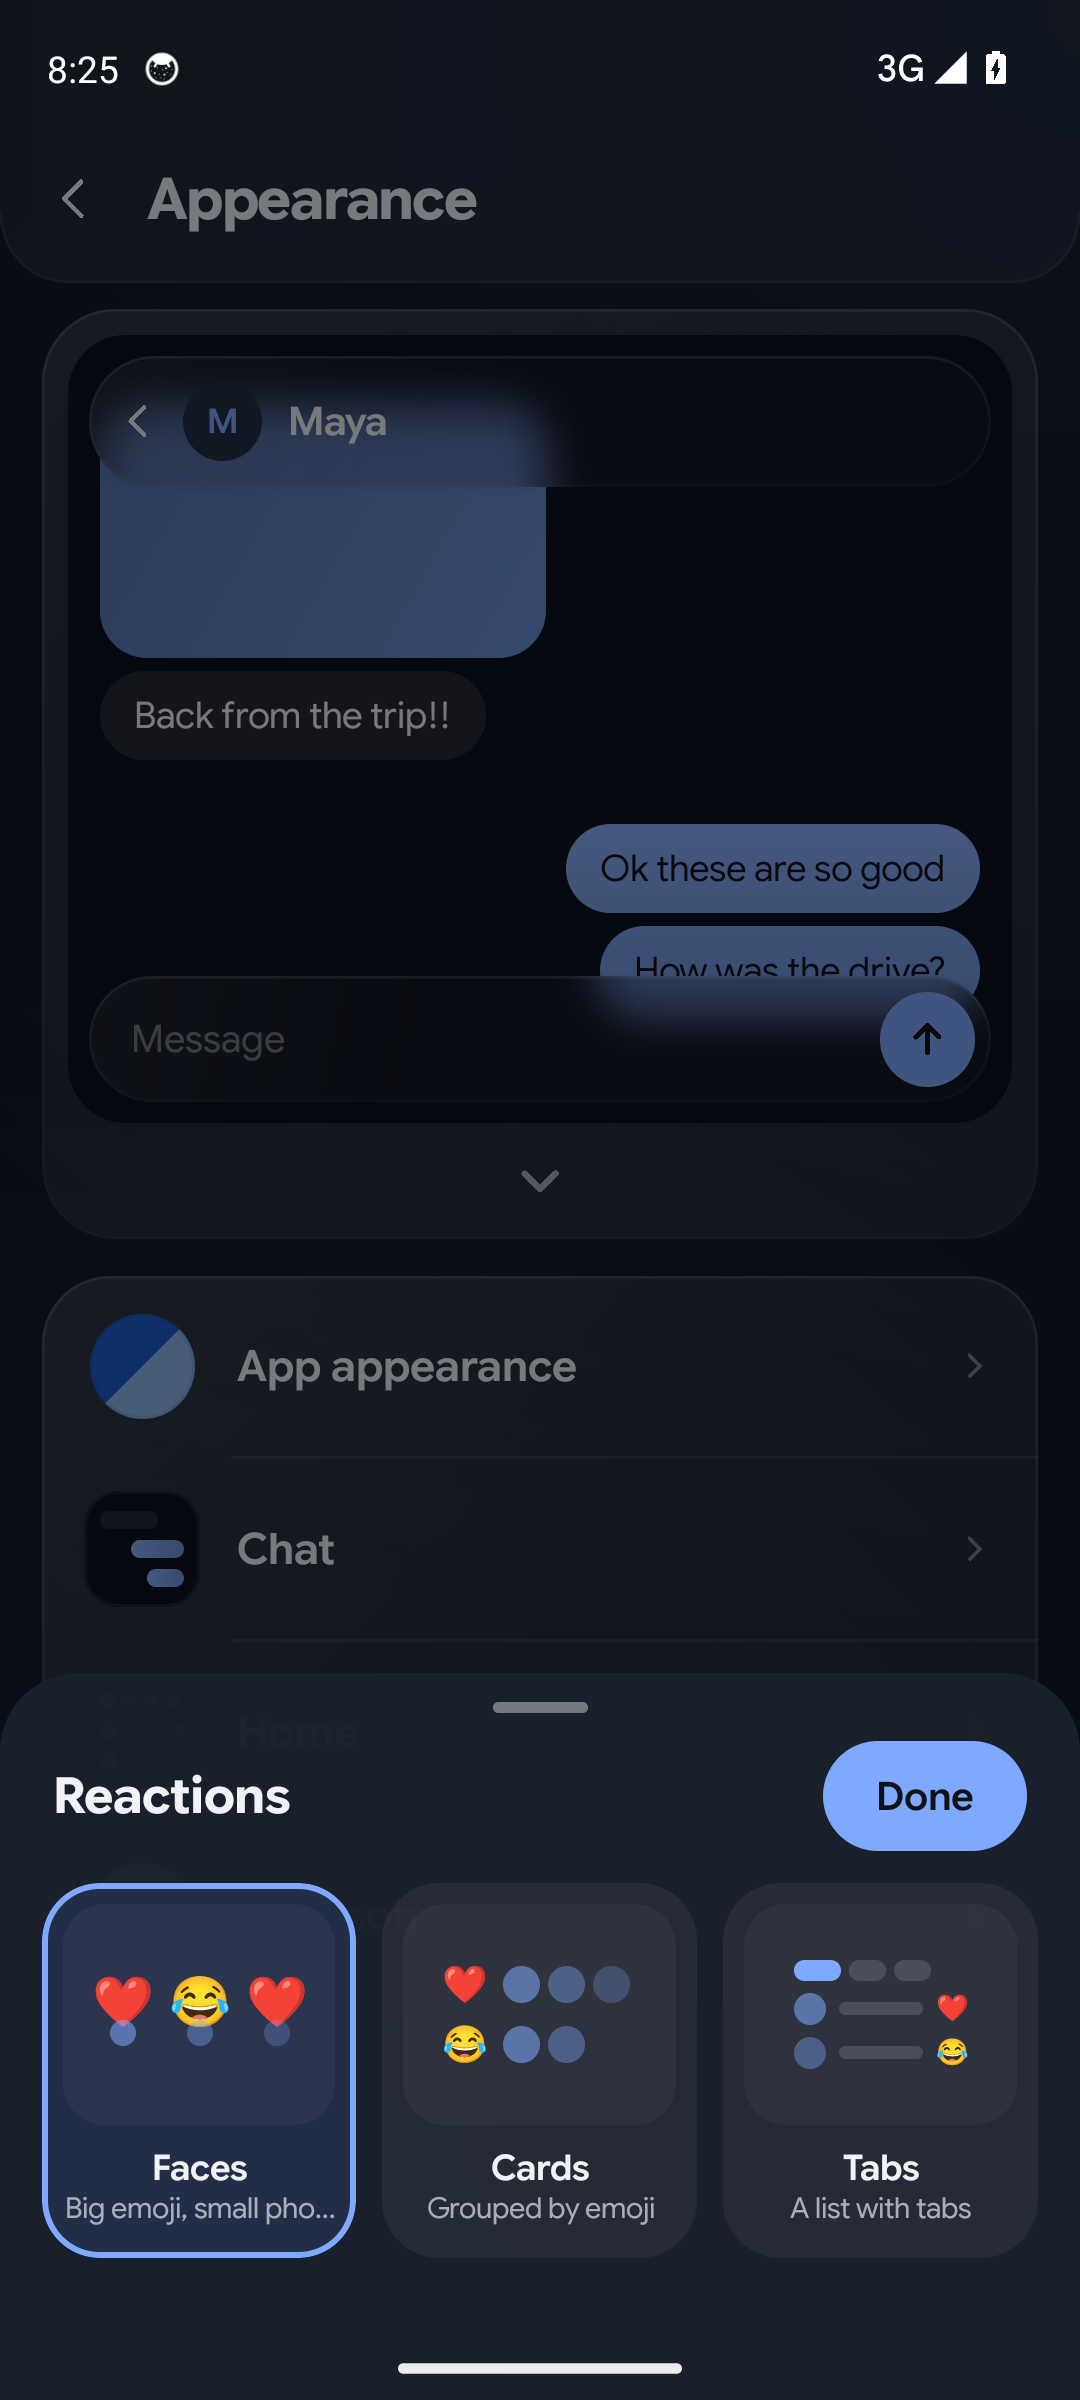 8:25
3G
Appearance
M
Maya
Back from the trip!!
Ok these are so good
How was the drive?
Message
App appearance
Chat
Home
Reactions
Done
Faces
Big emoji, small pho...
Cards
Grouped by emoji
Tabs
A list with tabs